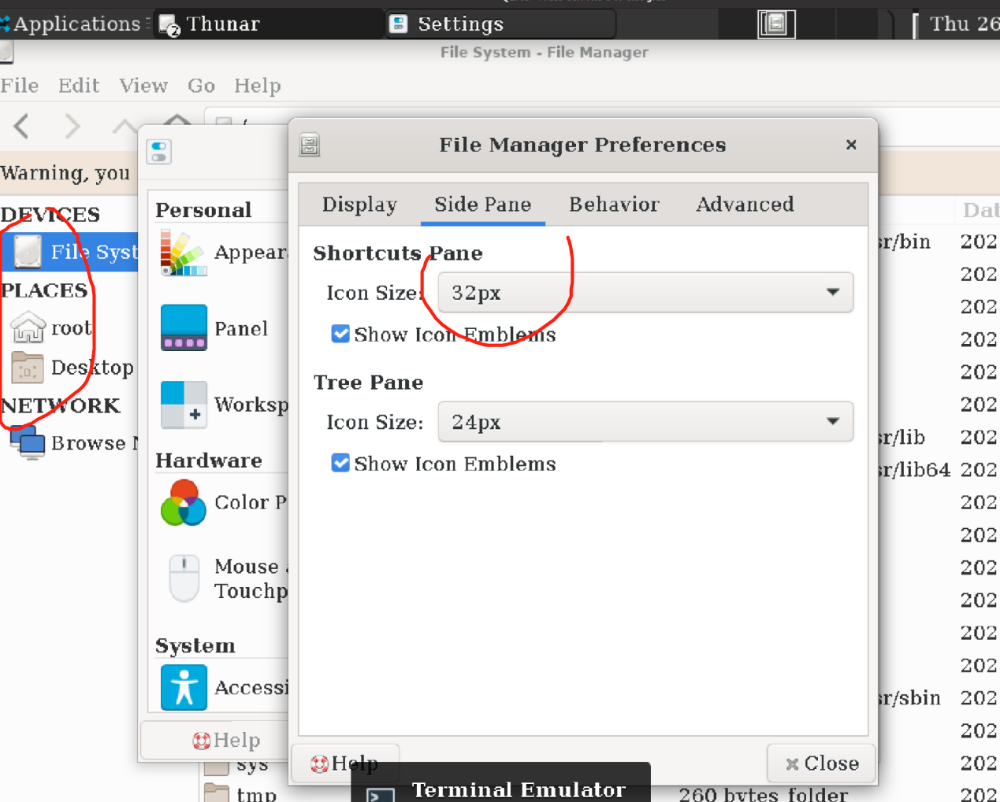 Applications
2 Thunar
Settings
Thu 26
File System - File Manager
File Edit View Go Help
/
Warning, you
DEVICES
File Syst
PLACES
root
Desktop
NETWORK
Browse N
Personal
Appear
Panel
Worksp
Hardware
Color P
Mouse a
Touchp
System
Accessi
Help
File Manager Preferences
Display Side Pane Behavior Advanced
Shortcuts Pane
Icon Size: 32px
Show Icon Emblems
Tree Pane
Icon Size: 24px
Show Icon Emblems
Help
Close
Dat
sr/bin 202
202
202
202
202
202
sr/lib 202
sr/lib64 202
202
202
202
202
202
202
sr/sbin 202
202
sys 202
tmp 260 bytes folder 202
Terminal Emulator